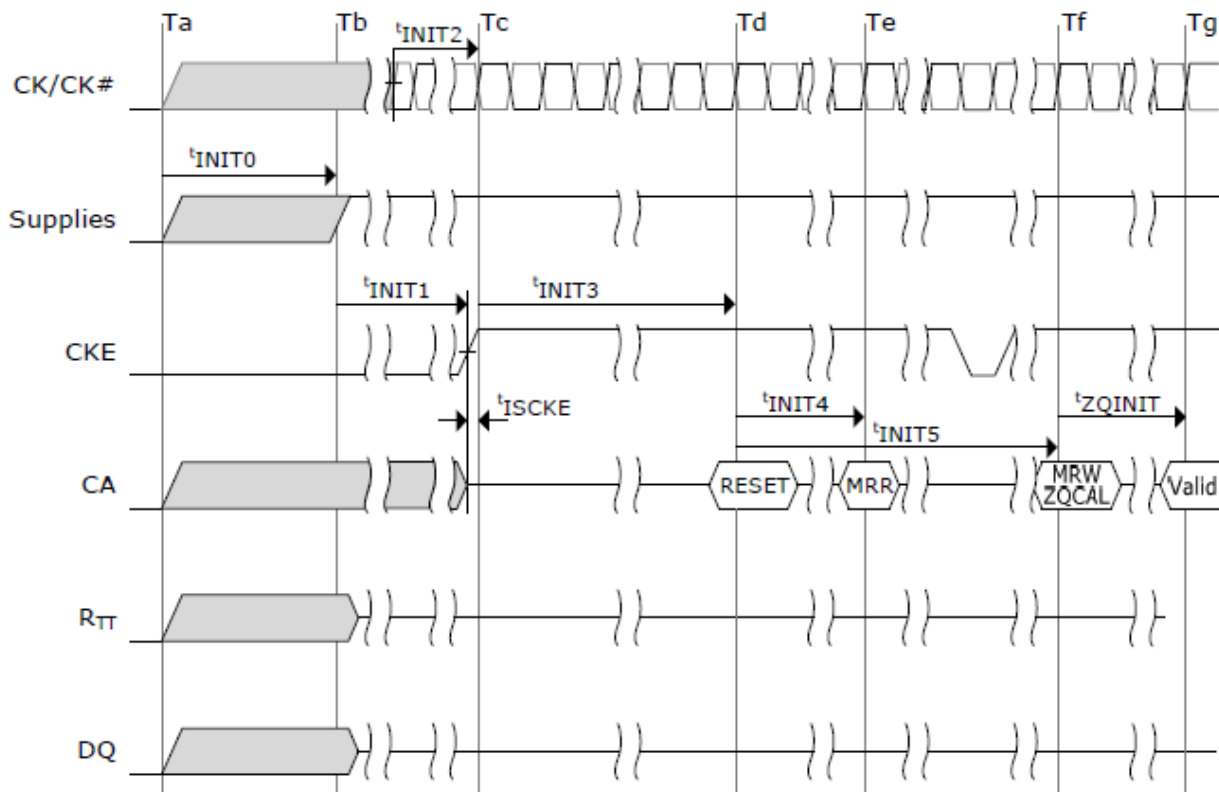 Ta Tb Tc Td Te Tf Tg
tINIT2
CK/CK#
tINIT0
Supplies
tINIT1 tINIT3
CKE
tISCKE tINIT4 tZQINIT
tINIT5
CA RESET MRR MRW ZQCAL Valid
RTT
DQ